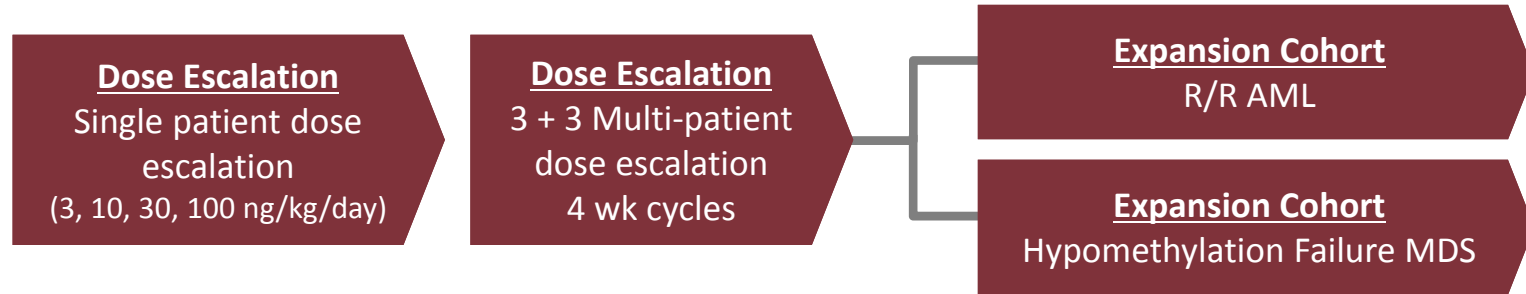 Dose Escalation
Single patient dose
escalation
(3, 10, 30, 100 ng/kg/day)
Dose Escalation
3 + 3 Multi-patient
dose escalation
4 wk cycles
Expansion Cohort
R/R AML
Expansion Cohort
Hypomethylation Failure MDS